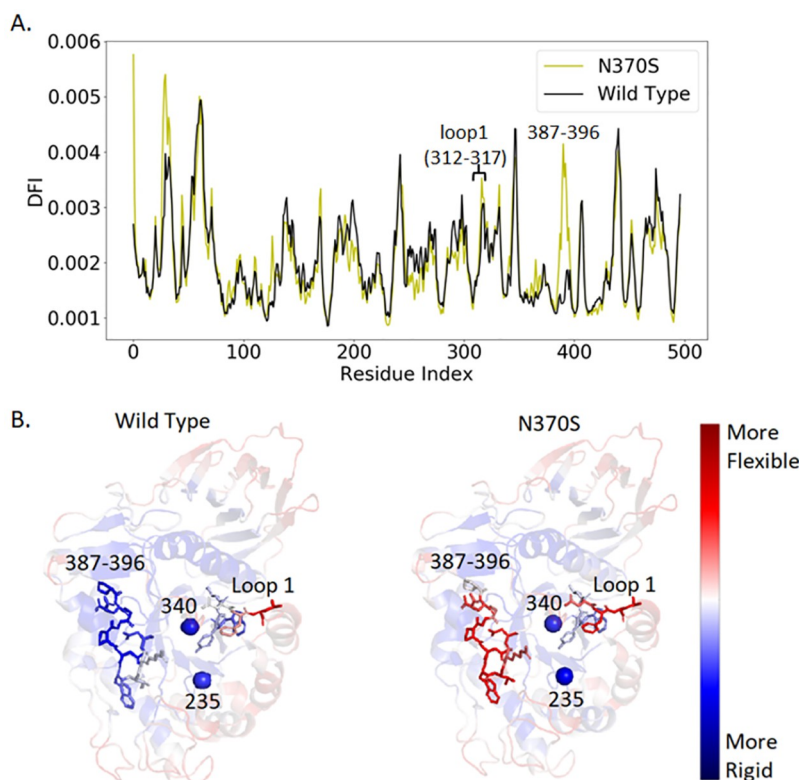 A.
0.006
0.005
0.004
0.003
0.002
0.001
DFI
N370S
Wild Type
loop1
(312-317)
387-396
0
100
200
300
400
500
Residue Index
B.
Wild Type
N370S
More
Flexible
387-396
340
Loop 1
235
387-396
340
Loop 1
235
More
Rigid